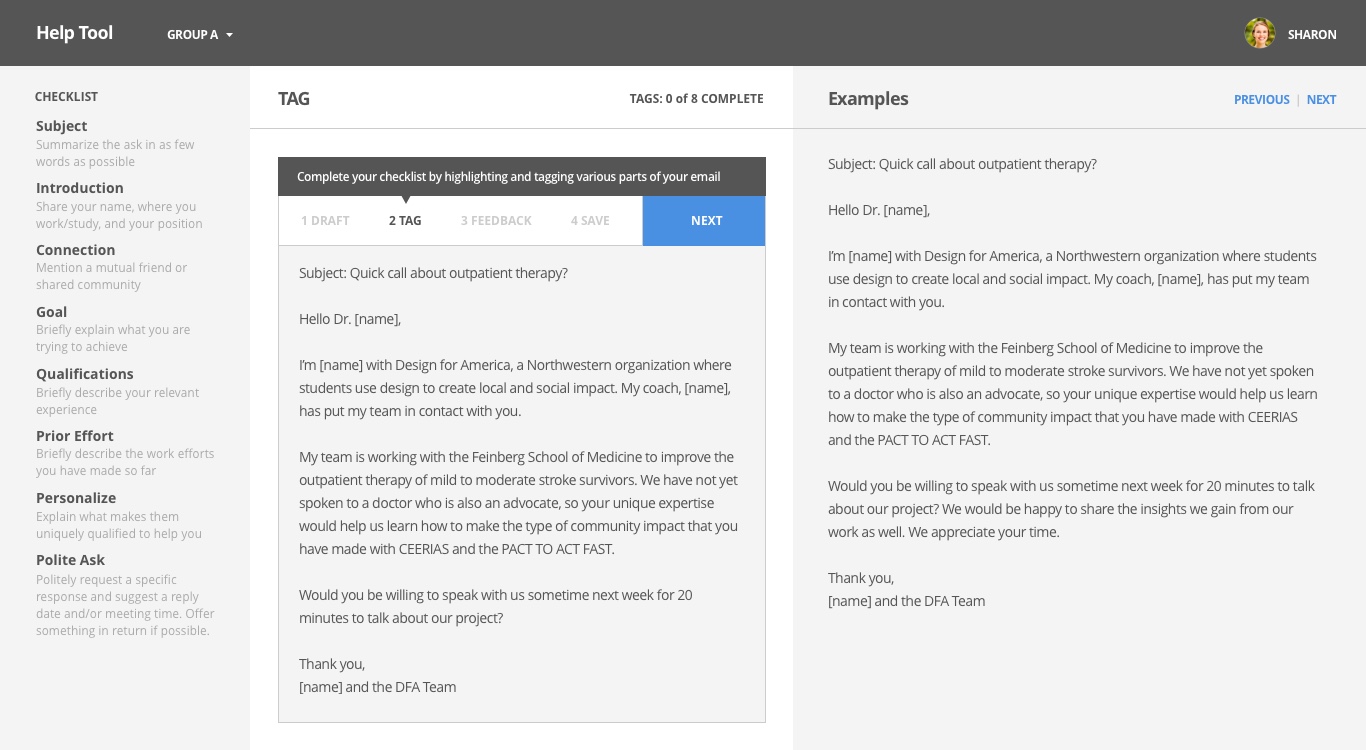 Help Tool
GROUP A
SHARON
CHECKLIST
Subject
Summarize the ask in as few
words as possible
Introduction
Share your name, where you
work/study, and your position
Connection
Mention a mutual friend or
shared community
Goal
Briefly explain what you are
trying to achieve
Qualifications
Briefly describe your relevant
experience
Prior Effort
Briefly describe the work efforts
you have made so far
Personalize
Explain what makes them
uniquely qualified to help you
Polite Ask
Politely request a specific
response and suggest a reply
date and/or meeting time. Offer
something in return if possible.
TAG
TAGS: 0 of 8 COMPLETE
Complete your checklist by highlighting and tagging various parts of your email
1 DRAFT
2 TAG
3 FEEDBACK
4 SAVE
NEXT
Subject: Quick call about outpatient therapy?
Hello Dr. [name],
I'm [name] with Design for America, a Northwestern organization where
students use design to create local and social impact. My coach, [name],
has put my team in contact with you.
My team is working with the Feinberg School of Medicine to improve the
outpatient therapy of mild to moderate stroke survivors. We have not yet
spoken to a doctor who is also an advocate, so your unique expertise
would help us learn how to make the type of community impact that you
have made with CEERIAS and the PACT TO ACT FAST.
Would you be willing to speak with us sometime next week for 20
minutes to talk about our project?
Thank you,
[name] and the DFA Team
Examples
PREVIOUS | NEXT
Subject: Quick call about outpatient therapy?
Hello Dr. [name],
I'm [name] with Design for America, a Northwestern organization where students
use design to create local and social impact. My coach, [name], has put my team
in contact with you.
My team is working with the Feinberg School of Medicine to improve the
outpatient therapy of mild to moderate stroke survivors. We have not yet spoken
to a doctor who is also an advocate, so your unique expertise would help us learn
how to make the type of community impact that you have made with CEERIAS
and the PACT TO ACT FAST.
Would you be willing to speak with us sometime next week for 20 minutes to talk
about our project? We would be happy to share the insights we gain from our
work as well. We appreciate your time.
Thank you,
[name] and the DFA Team